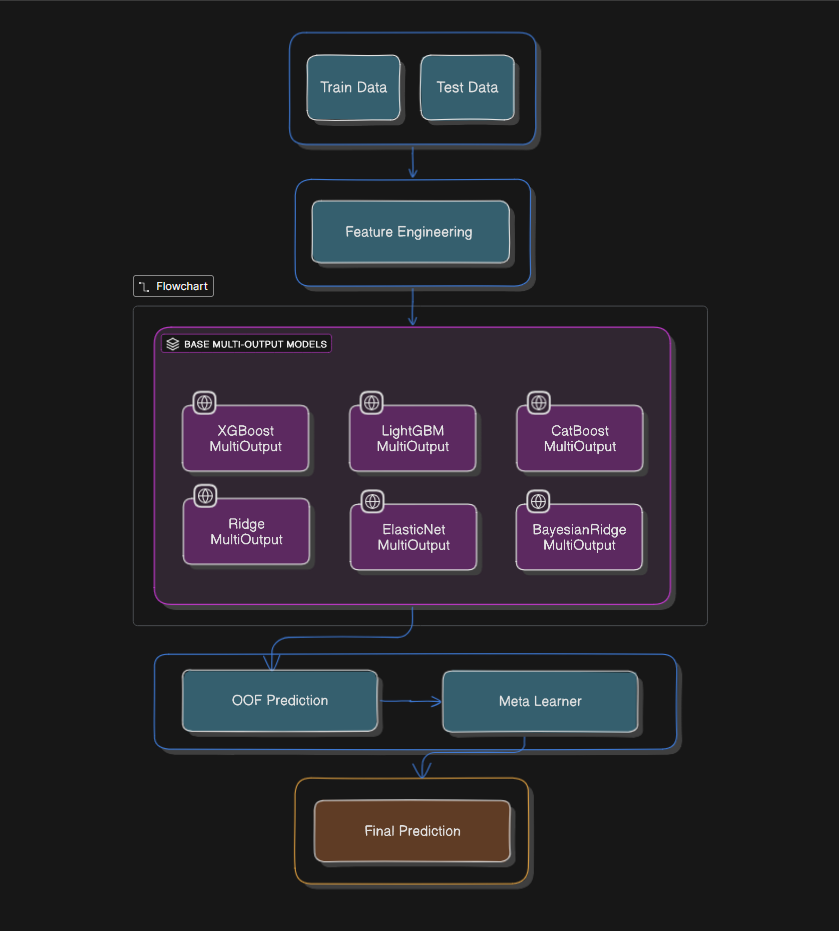 Train Data
Test Data
Feature Engineering
Flowchart
BASE MULTI-OUTPUT MODELS
XGBoost
MultiOutput
LightGBM
MultiOutput
CatBoost
MultiOutput
Ridge
MultiOutput
ElasticNet
MultiOutput
BayesianRidge
MultiOutput
OOF Prediction
Meta Learner
Final Prediction